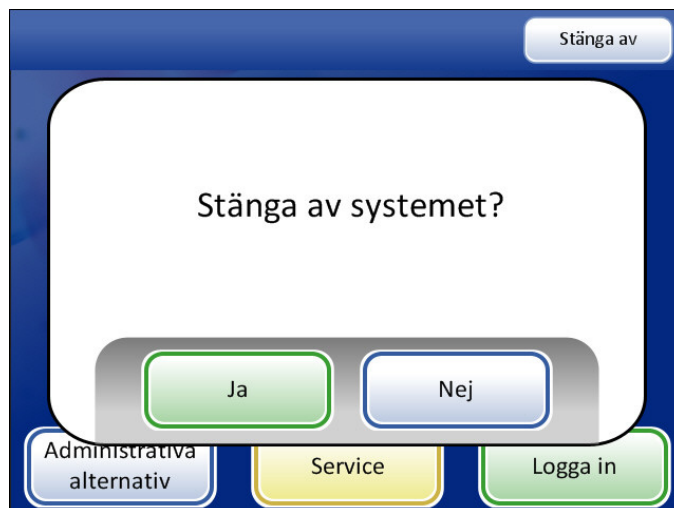 Stänga av
Stänga av systemet?
Ja
Nej
Administrativa
alternativ
Service
Logga in